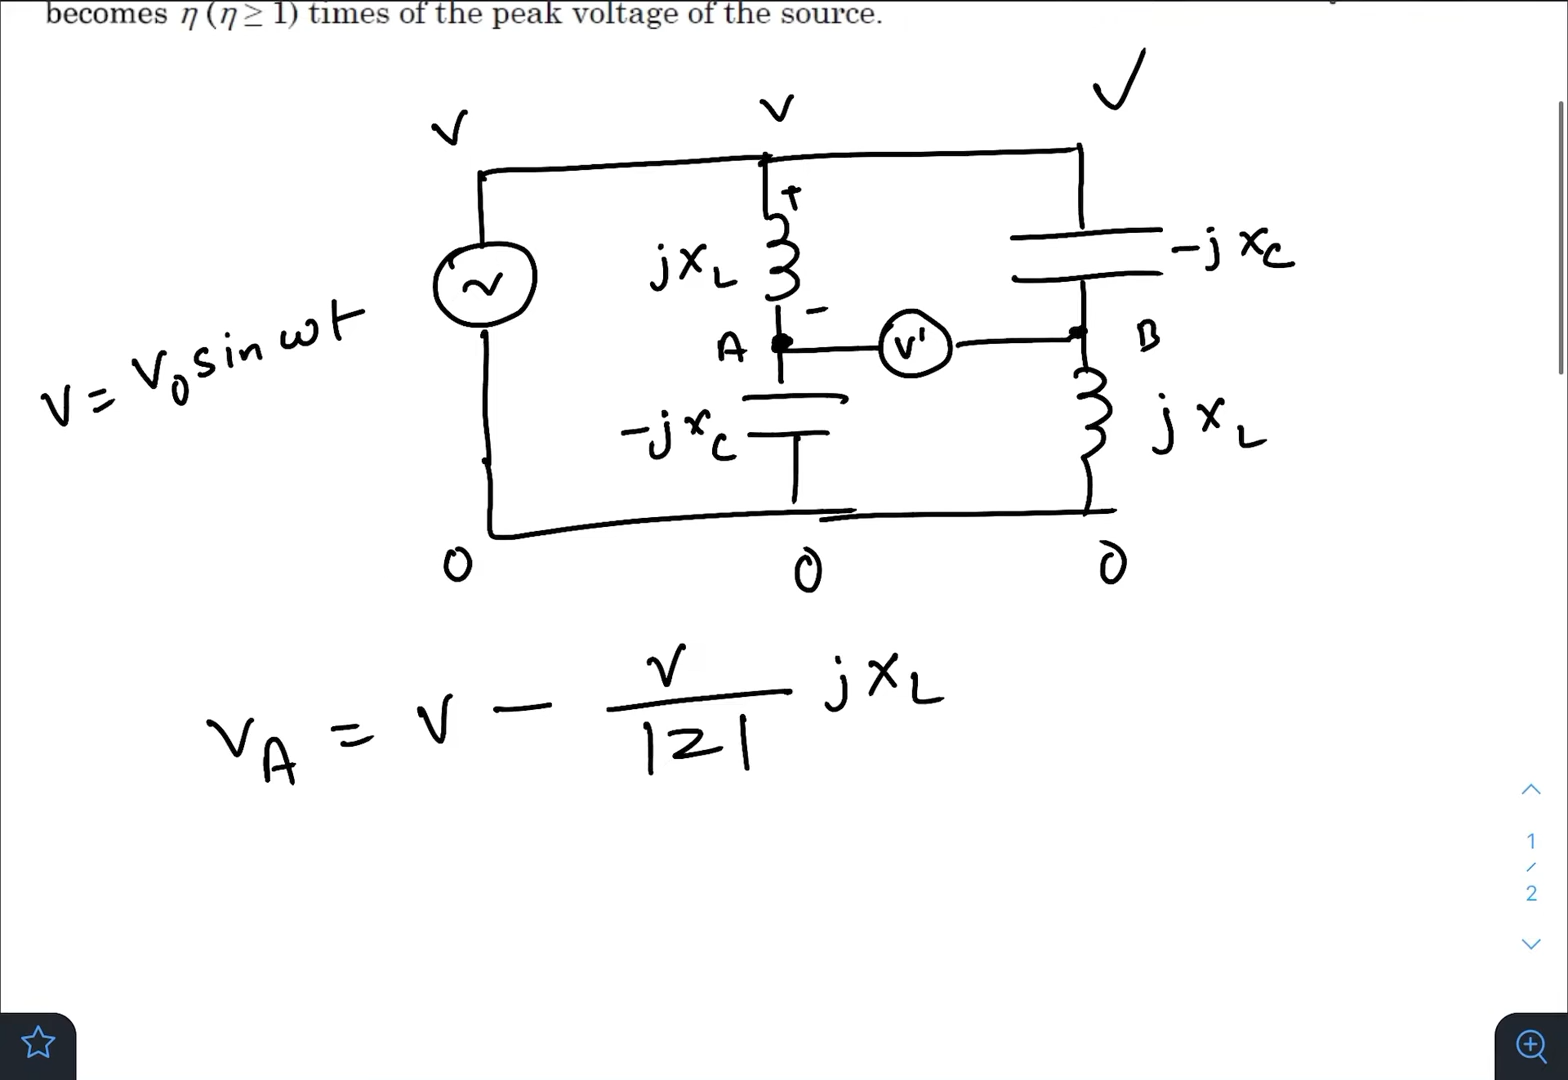 becomes η (η ≥ 1) times of the peak voltage of the source.
V V V
+
jXL -jXC
V = V0 sin ωt
-
A V' B
-jXC jXL
0 0 0
VA = V - V/|Z| jXL
1
/
2